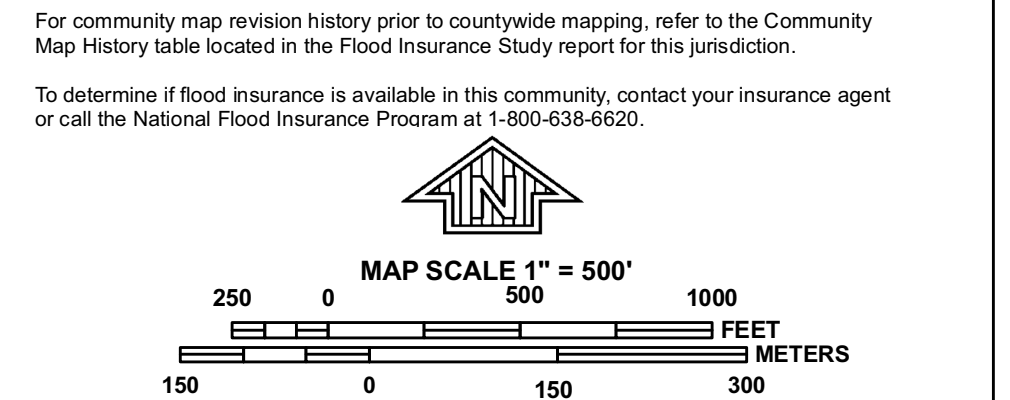 For community map revision history prior to countywide mapping, refer to the Community
Map History table located in the Flood Insurance Study report for this jurisdiction.
To determine if flood insurance is available in this community, contact your insurance agent
or call the National Flood Insurance Program at 1-800-638-6620.
N
MAP SCALE 1" = 500'
250 0 500 1000
FEET
METERS
150 0 150 300